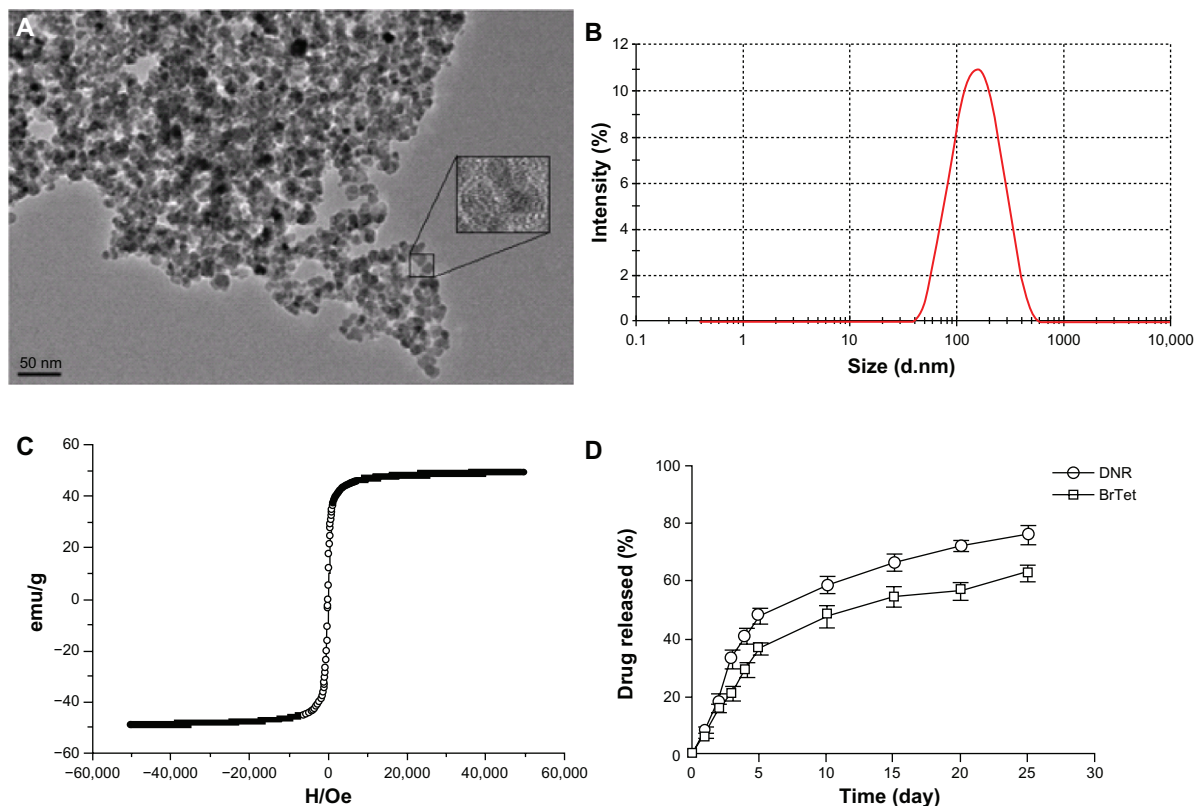 A
50 nm
B
12
10
8
6
4
2
0
Intensity (%)
0.1 1 10 100 1000 10,000
Size (d.nm)
C
60
40
20
0
−20
−40
−60
emu/g
−60,000 −40,000 −20,000 0 20,000 40,000 60,000
H/Oe
D
100
80
60
40
20
0
Drug released (%)
DNR
BrTet
0 5 10 15 20 25 30
Time (day)